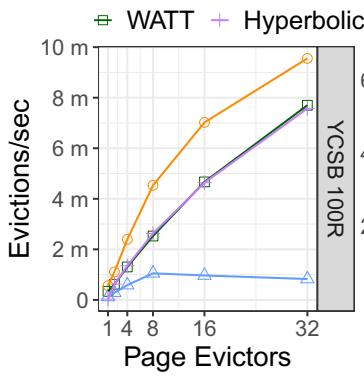 WATT Hyperbolic
Evictions/sec
10 m
8 m
6 m
4 m
2 m
0
1 4 8 16 32
Page Evictors
YCSB 100R